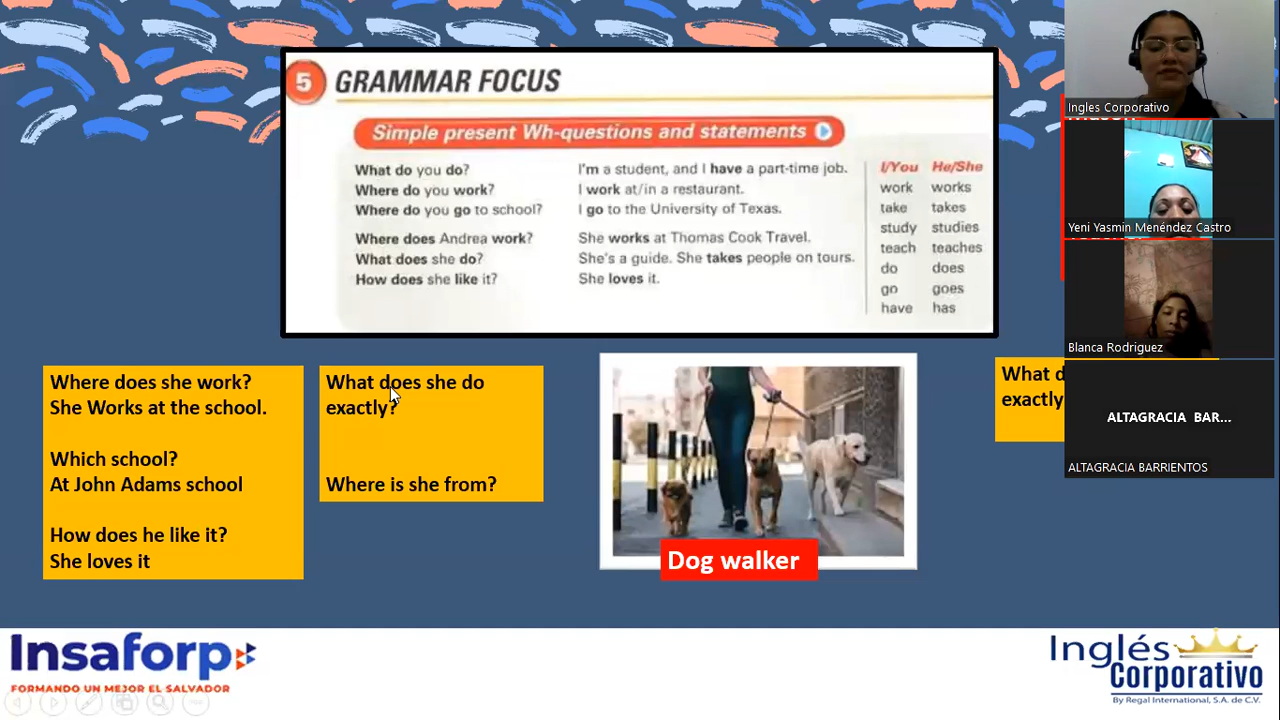 5 GRAMMAR FOCUS
Simple present Wh-questions and statements
What do you do? I'm a student, and I have a part-time job.
Where do you work? I work at/in a restaurant.
Where do you go to school? I go to the University of Texas.
Where does Andrea work? She works at Thomas Cook Travel.
What does she do? She's a guide. She takes people on tours.
How does she like it? She loves it.
I/You He/She
work works
take takes
study studies
teach teaches
do does
go goes
have has
Where does she work?
She Works at the school.
Which school?
At John Adams school
How does he like it?
She loves it
What does she do
exactly?
Where is she from?
Dog walker
What d
exactly
Ingles Corporativo
Yeni Yasmin Menéndez Castro
Blanca Rodriguez
ALTAGRACIA BAR...
ALTAGRACIA BARRIENTOS
Insaforp
FORMANDO UN MEJOR EL SALVADOR
Inglés
Corporativo
By Regal International, S.A. de C.V.